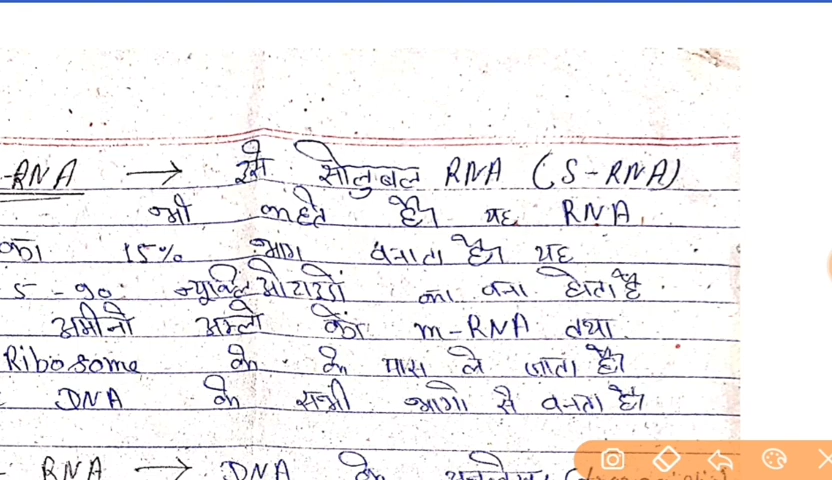 -RNA → इसे सोलुबल RNA (S-RNA)
भी कहते हैं। यह RNA
का 15% भाग बनाता है। यह
5 - 90 न्यूक्लिओटाइडों का बना होता है
अमीनो अम्लो को m-RNA तथा
Ribosome के के पास ले जाता है।
DNA के सभी भागो से बनता है।
RNA → DNA के